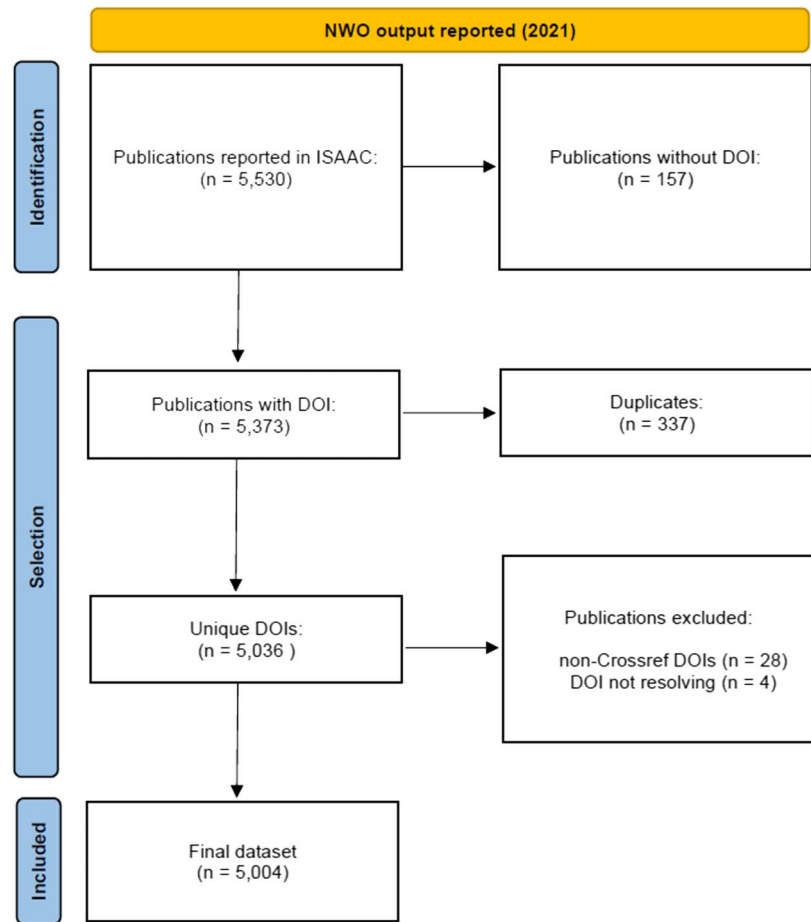 NWO output reported (2021)
Identification
Publications reported in ISAAC:
(n = 5,530)
Publications without DOI:
(n = 157)
Selection
Publications with DOI:
(n = 5,373)
Duplicates:
(n = 337)
Unique DOIs:
(n = 5,036 )
Publications excluded:
non-Crossref DOIs (n = 28)
DOI not resolving (n = 4)
Included
Final dataset
(n = 5,004)